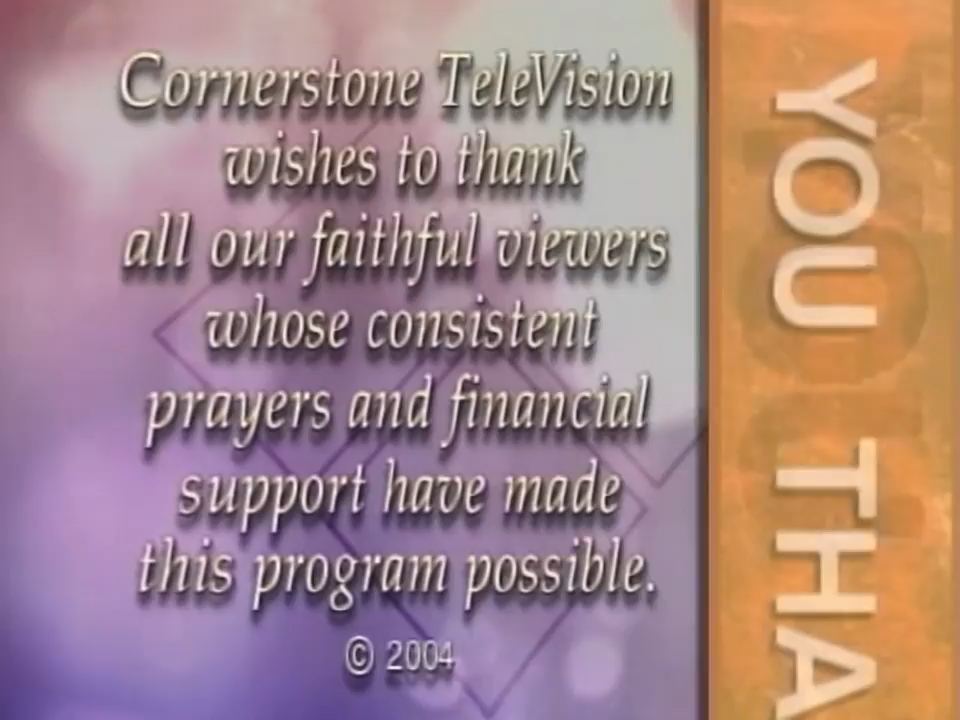 Cornerstone TeleVision
wishes to thank
all our faithful viewers
whose consistent
prayers and financial
support have made
this program possible.
© 2004
YOU THA